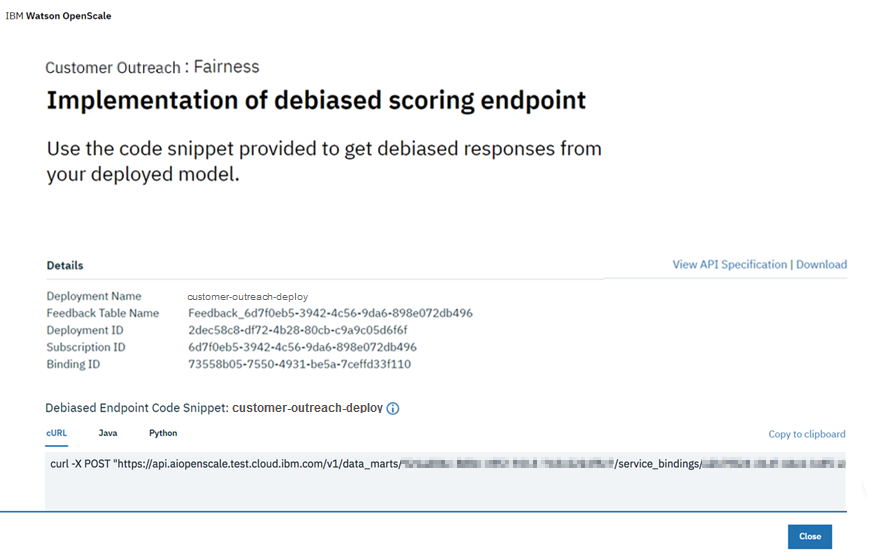 IBM Watson OpenScale
Customer Outreach : Fairness
Implementation of debiased scoring endpoint
Use the code snippet provided to get debiased responses from
your deployed model.
Details
View API Specification | Download
Deployment Name customer-outreach-deploy
Feedback Table Name Feedback_6d7f0eb5-3942-4c56-9da6-898e072db496
Deployment ID 2dec58c8-df72-4b28-80cb-c9a9c05d6f6f
Subscription ID 6d7f0eb5-3942-4c56-9da6-898e072db496
Binding ID 73558b05-7550-4931-be5a-7ceffd33f110
Debiased Endpoint Code Snippet: customer-outreach-deploy
cURL Java Python
Copy to clipboard
curl -X POST "https://api.aiopenscale.test.cloud.ibm.com/v1/data_marts/ /service_bindings/
Close